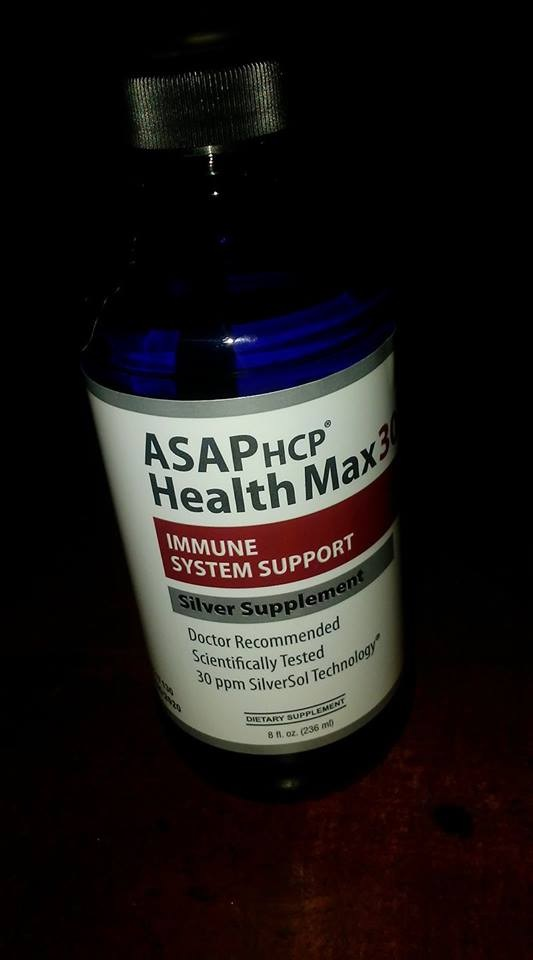 ASAP HCP®
Health Max 30
IMMUNE
SYSTEM SUPPORT
Silver Supplement
Doctor Recommended
Scientifically Tested
30 ppm SilverSol Technology®
DIETARY SUPPLEMENT
8 fl. oz. (236 ml)